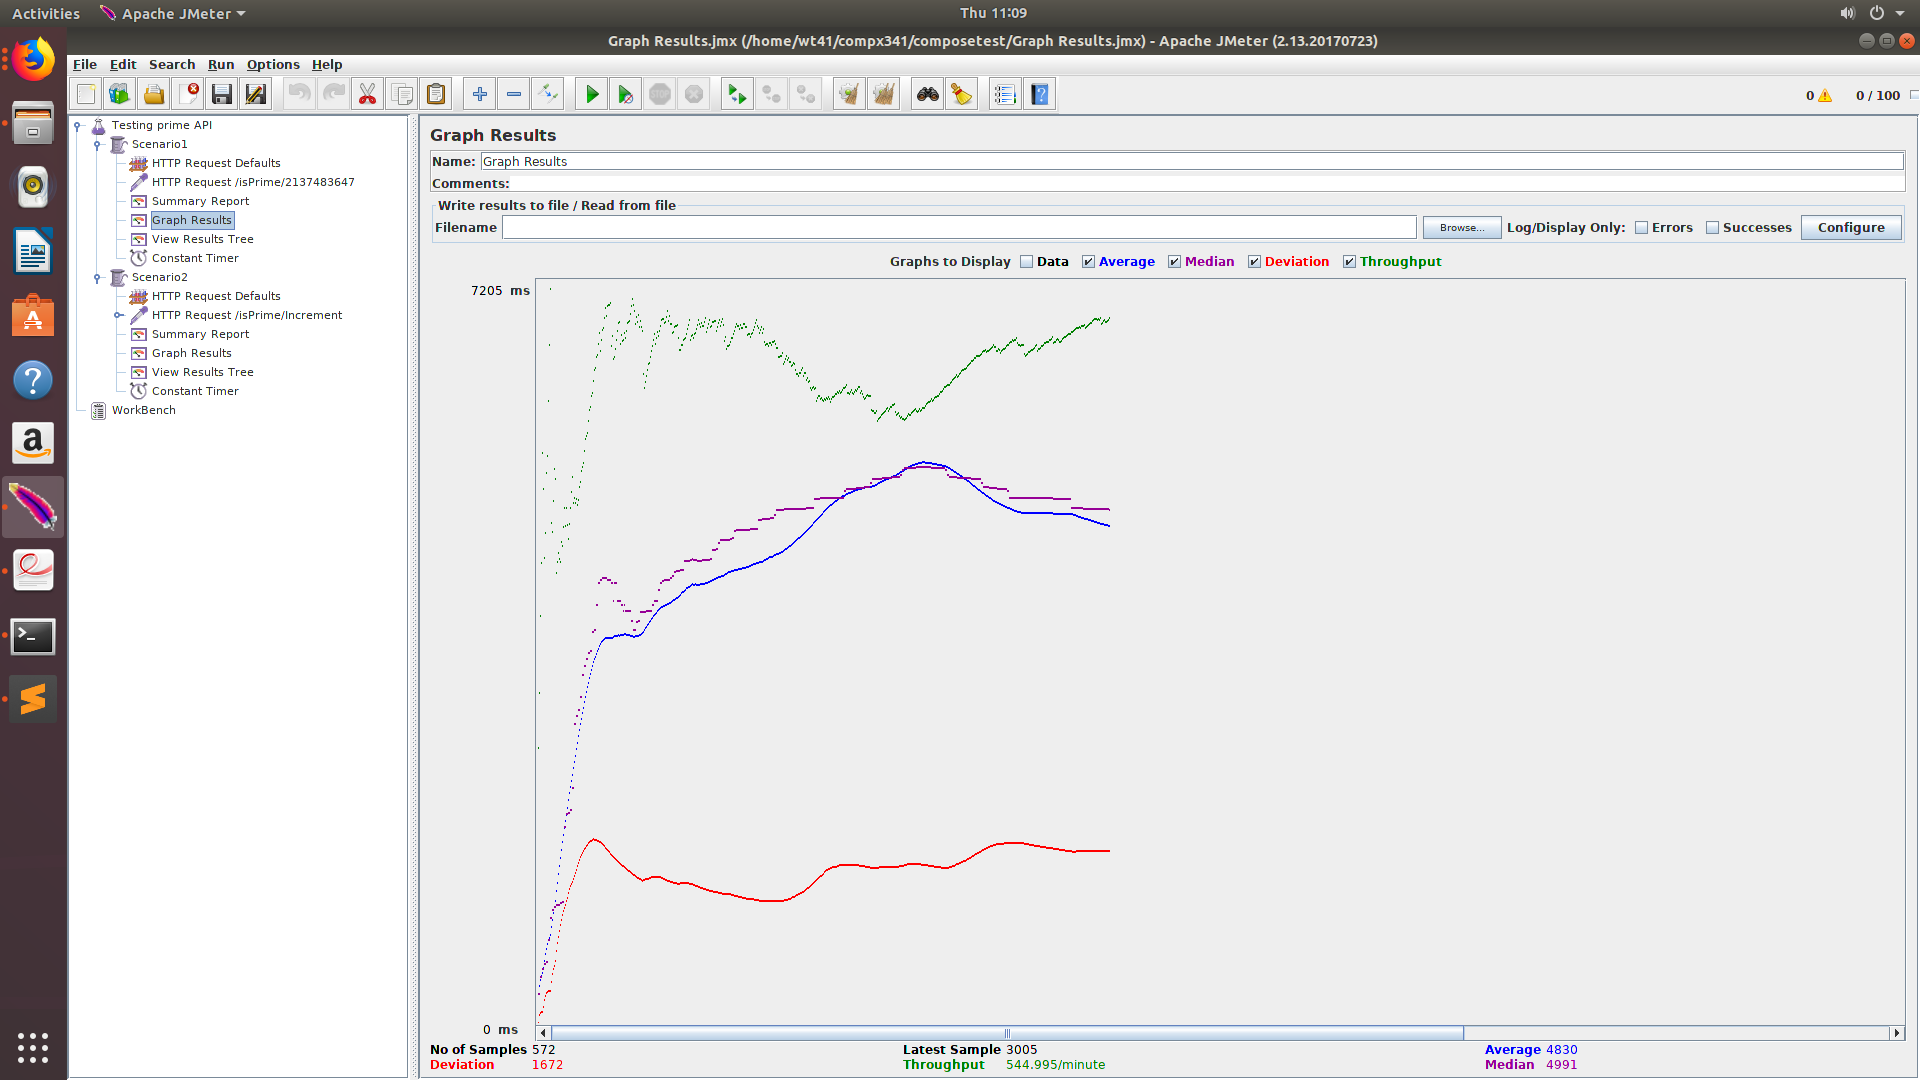 Activities Apache JMeter Thu 11:09
Graph Results.jmx (/home/wt41/compx341/composetest/Graph Results.jmx) - Apache JMeter (2.13.20170723)
File Edit Search Run Options Help
0 0 / 100
Testing prime API
Scenario1
HTTP Request Defaults
HTTP Request /isPrime/2137483647
Summary Report
Graph Results
View Results Tree
Constant Timer
Scenario2
HTTP Request Defaults
HTTP Request /isPrime/Increment
Summary Report
Graph Results
View Results Tree
Constant Timer
WorkBench
Graph Results
Name: Graph Results
Comments:
Write results to file / Read from file
Filename Browse... Log/Display Only: Errors Successes Configure
Graphs to Display Data Average Median Deviation Throughput
7205 ms
0 ms
No of Samples 572 Latest Sample 3005 Average 4830
Deviation 1672 Throughput 544.995/minute Median 4991